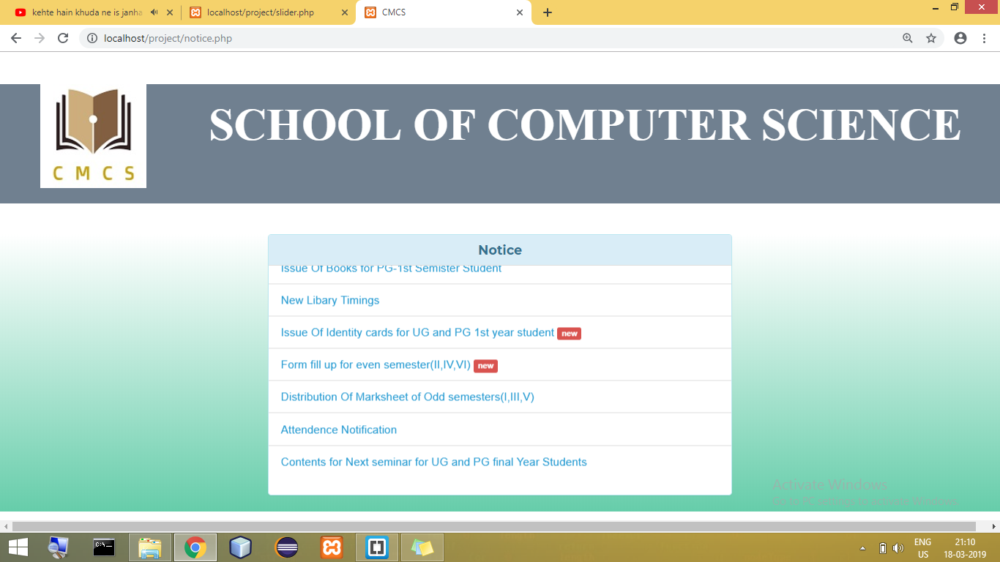 kehte hain khuda ne is janha
localhost/project/slider.php
CMCS
localhost/project/notice.php
CMCS
SCHOOL OF COMPUTER SCIENCE
Notice
Issue Of Books for PG-1st Semister Student
New Libary Timings
Issue Of Identity cards for UG and PG 1st year student new
Form fill up for even semester(II,IV,VI) new
Distribution Of Marksheet of Odd semesters(I,III,V)
Attendence Notification
Contents for Next seminar for UG and PG final Year Students
Activate Windows
Go to PC settings to activate Windows.
C:\_
ENG
US
21:10
18-03-2019